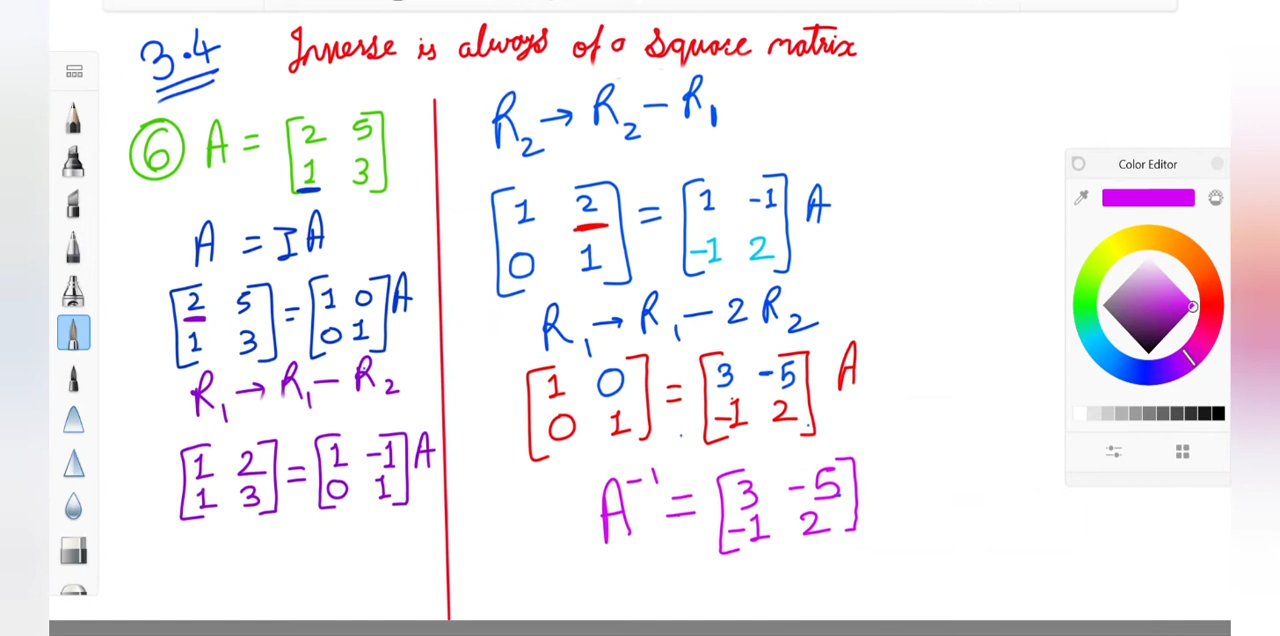 3.4 Inverse is always of a square matrix
⑥ A = [2 5
1 3]
A = IA
[2 5
1 3] = [1 0
0 1] A
R₁ → R₁ − R₂
[1 2
1 3] = [1 -1
0 1] A
R₂ → R₂ − R₁
[1 2
0 1] = [1 -1
-1 2] A
R₁ → R₁ − 2R₂
[1 0
0 1] = [3 -5
-1 2] A
A⁻¹ = [3 -5
-1 2]
Color Editor